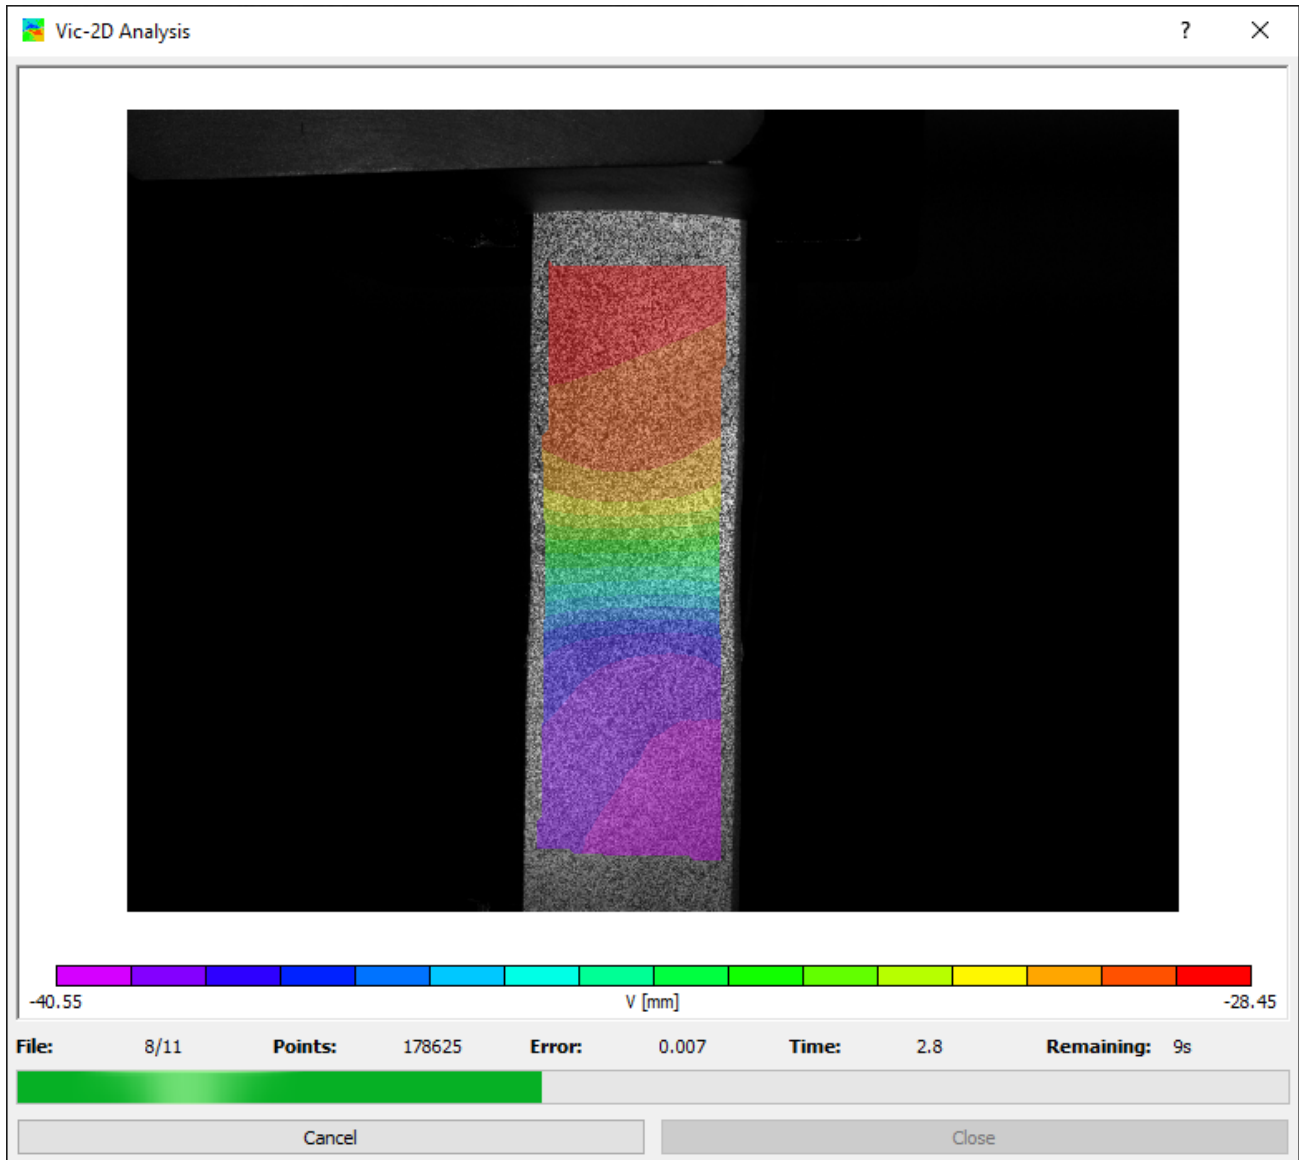 Vic-2D Analysis
-40.55 V [mm] -28.45
File: 8/11 Points: 178625 Error: 0.007 Time: 2.8 Remaining: 9s
Cancel Close